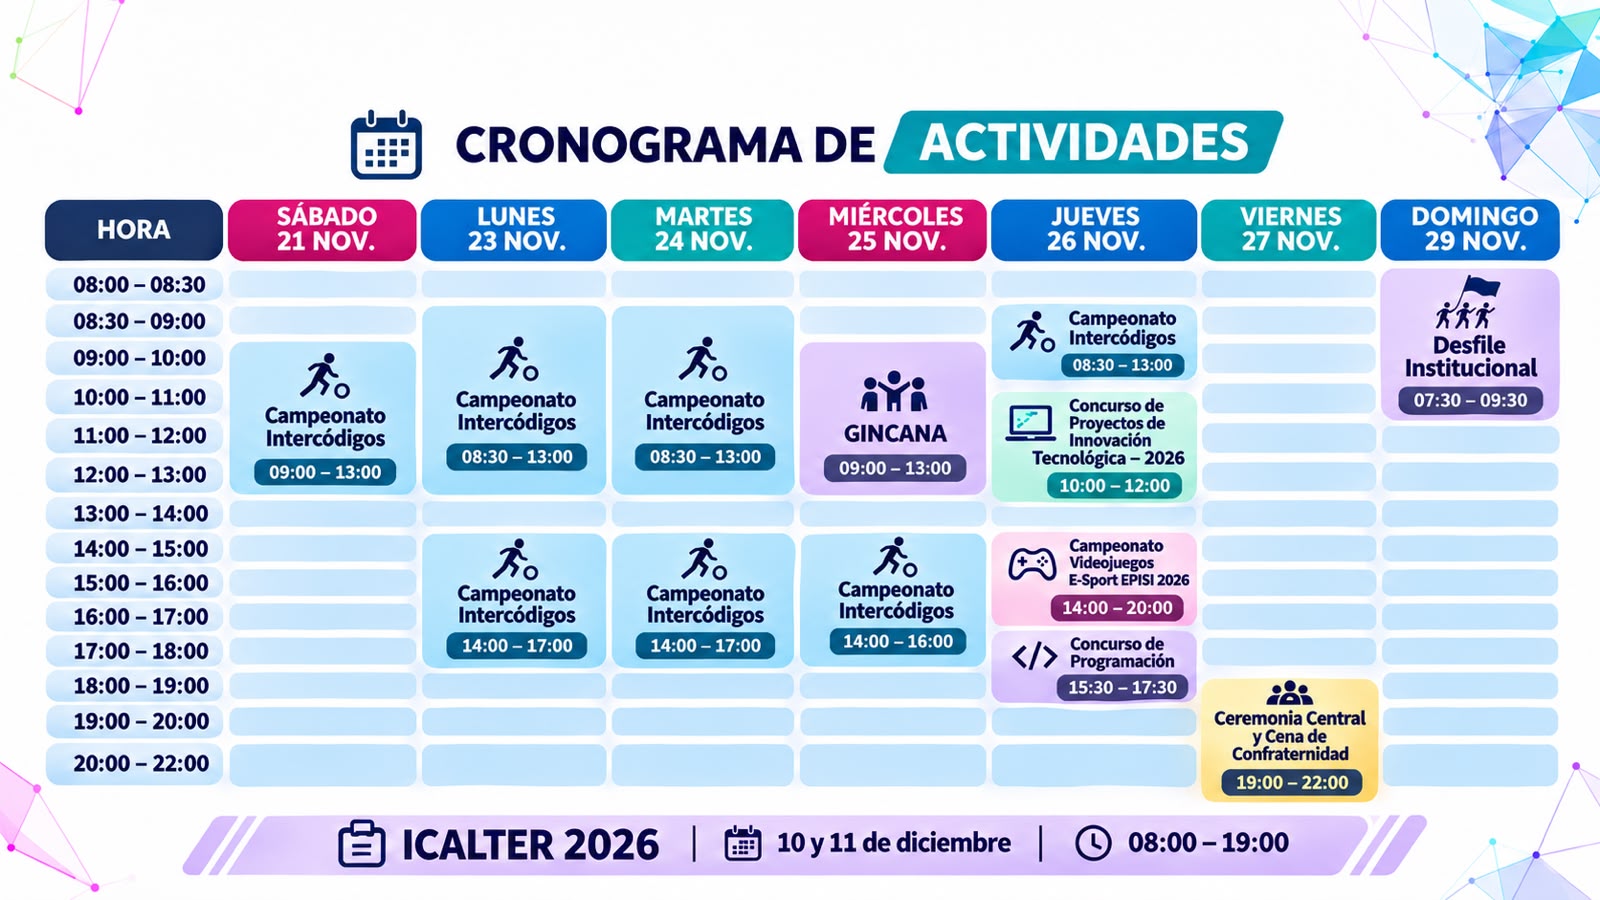 CRONOGRAMA DE ACTIVIDADES
HORA
SÁBADO
21 NOV.
LUNES
23 NOV.
MARTES
24 NOV.
MIÉRCOLES
25 NOV.
JUEVES
26 NOV.
VIERNES
27 NOV.
DOMINGO
29 NOV.
08:00 – 08:30
08:30 – 09:00
09:00 – 10:00
10:00 – 11:00
11:00 – 12:00
12:00 – 13:00
13:00 – 14:00
14:00 – 15:00
15:00 – 16:00
16:00 – 17:00
17:00 – 18:00
18:00 – 19:00
19:00 – 20:00
20:00 – 22:00
Campeonato
Intercódigos
09:00 – 13:00
Campeonato
Intercódigos
08:30 – 13:00
Campeonato
Intercódigos
14:00 – 17:00
Campeonato
Intercódigos
08:30 – 13:00
Campeonato
Intercódigos
14:00 – 17:00
GINCANA
09:00 – 13:00
Campeonato
Intercódigos
14:00 – 16:00
Campeonato
Intercódigos
08:30 – 13:00
Concurso de
Proyectos de
Innovación
Tecnológica – 2026
10:00 – 12:00
Campeonato
Videojuegos
E-Sport EPISI 2026
14:00 – 20:00
Concurso de
Programación
15:30 – 17:30
Ceremonia Central
y Cena de
Confraternidad
19:00 – 22:00
Desfile
Institucional
07:30 – 09:30
ICALTER 2026
10 y 11 de diciembre
08:00 – 19:00